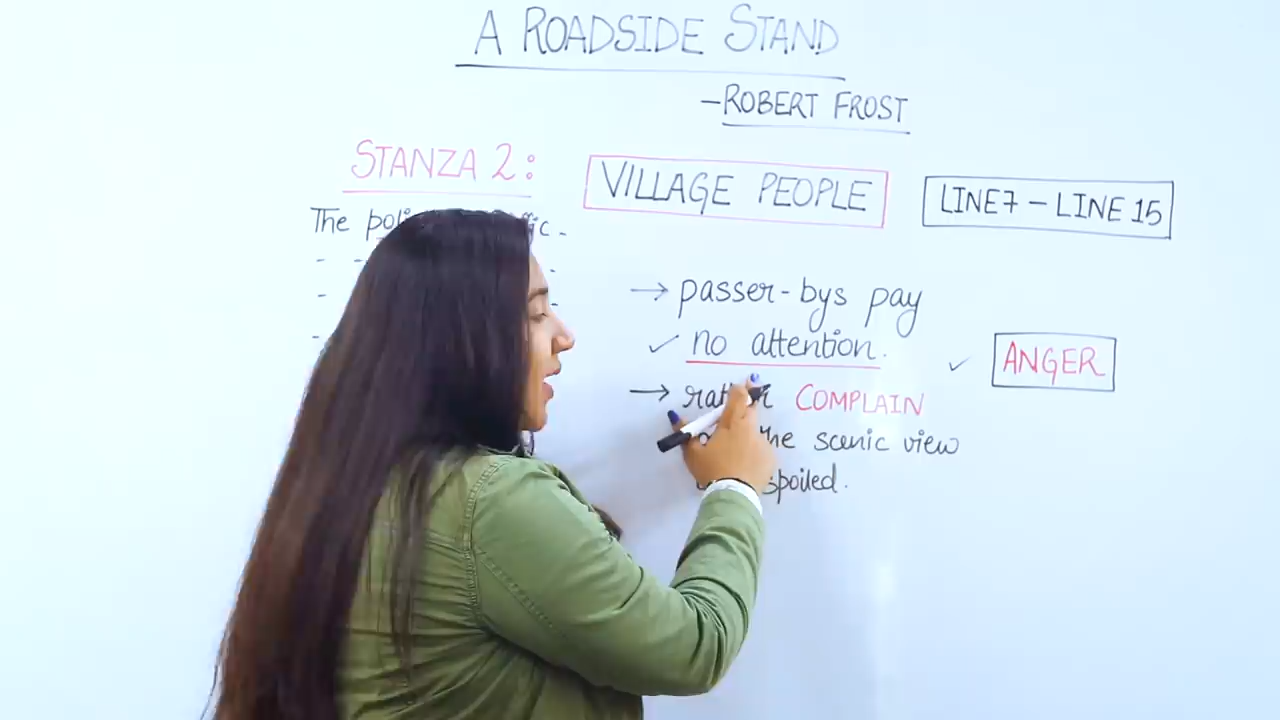 A ROADSIDE STAND
-ROBERT FROST
STANZA 2:
VILLAGE PEOPLE
LINE 7 - LINE 15
The
→ passer-bys pay
✓ no attention.
✓ ANGER
→ COMPLAIN
the scenic view
spoiled.